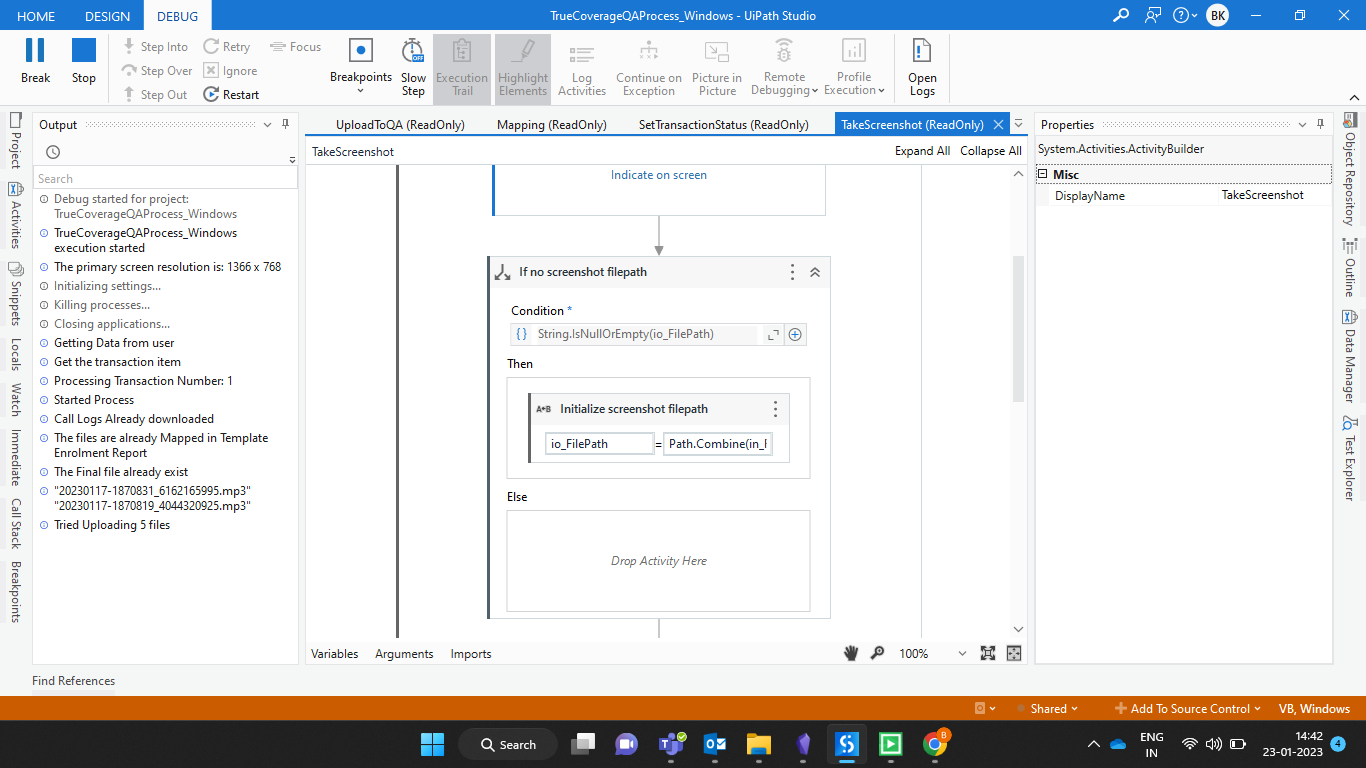 HOME DESIGN DEBUG
TrueCoverageQAProcess_Windows - UiPath Studio
BK
Break
Stop
Step Into
Step Over
Step Out
Retry
Ignore
Restart
Focus
Breakpoints
Slow
Step
OFF
Execution
Trail
Highlight
Elements
Log
Activities
Continue on
Exception
Picture in
Picture
Remote
Debugging
Profile
Execution
Open
Logs
Project
Activities
Snippets
Locals
Watch
Immediate
Call Stack
Breakpoints
Output
Search
Debug started for project:
TrueCoverageQAProcess_Windows
TrueCoverageQAProcess_Windows
execution started
The primary screen resolution is: 1366 x 768
Initializing settings...
Killing processes...
Closing applications...
Getting Data from user
Get the transaction item
Processing Transaction Number: 1
Started Process
Call Logs Already downloaded
The files are already Mapped in Template
Enrolment Report
The Final file already exist
"20230117-1870831_6162165995.mp3"
"20230117-1870819_4044320925.mp3"
Tried Uploading 5 files
UploadToQA (ReadOnly) Mapping (ReadOnly) SetTransactionStatus (ReadOnly) TakeScreenshot (ReadOnly)
TakeScreenshot
Expand All Collapse All
Indicate on screen
If no screenshot filepath
Condition *
{ } String.IsNullOrEmpty(io_FilePath)
Then
A•B Initialize screenshot filepath
io_FilePath = Path.Combine(in_
Else
Drop Activity Here
Variables Arguments Imports
100%
Properties
System.Activities.ActivityBuilder
Misc
DisplayName TakeScreenshot
Object Repository
Outline
Data Manager
Test Explorer
Find References
Shared
Add To Source Control
VB, Windows
Search
B
ENG
IN
14:42
23-01-2023
4